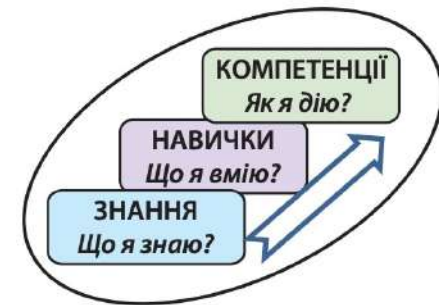 КОМПЕТЕНЦІЇ
Як я дію?
НАВИЧКИ
Що я вмію?
ЗНАННЯ
Що я знаю?